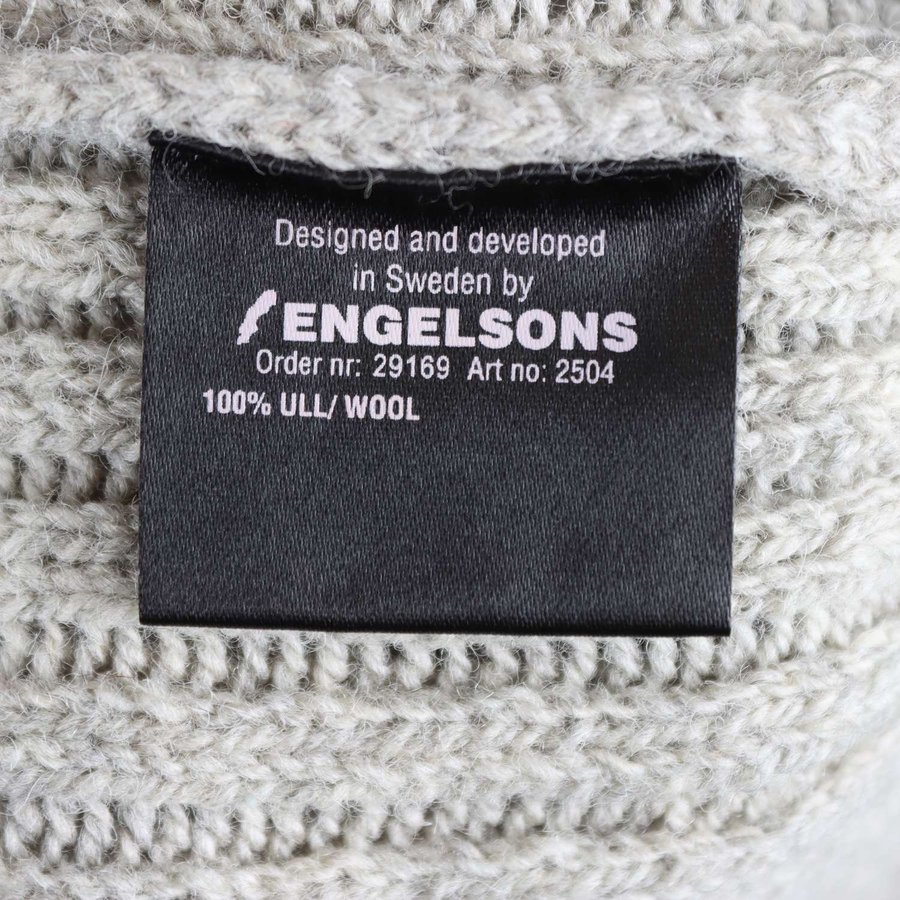 Designed and developed
in Sweden by
ENGELSONS
Order nr: 29169 Art no: 2504
100% ULL/ WOOL